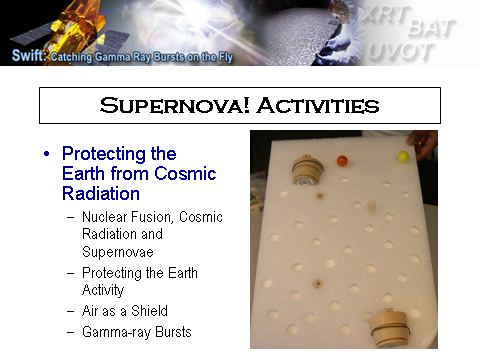 XRT
BAT
UVOT
Swift: Catching Gamma Ray Bursts on the Fly
Supernova! Activities
• Protecting the
Earth from Cosmic
Radiation
– Nuclear Fusion, Cosmic
Radiation and
Supernovae
– Protecting the Earth
Activity
– Air as a Shield
– Gamma-ray Bursts